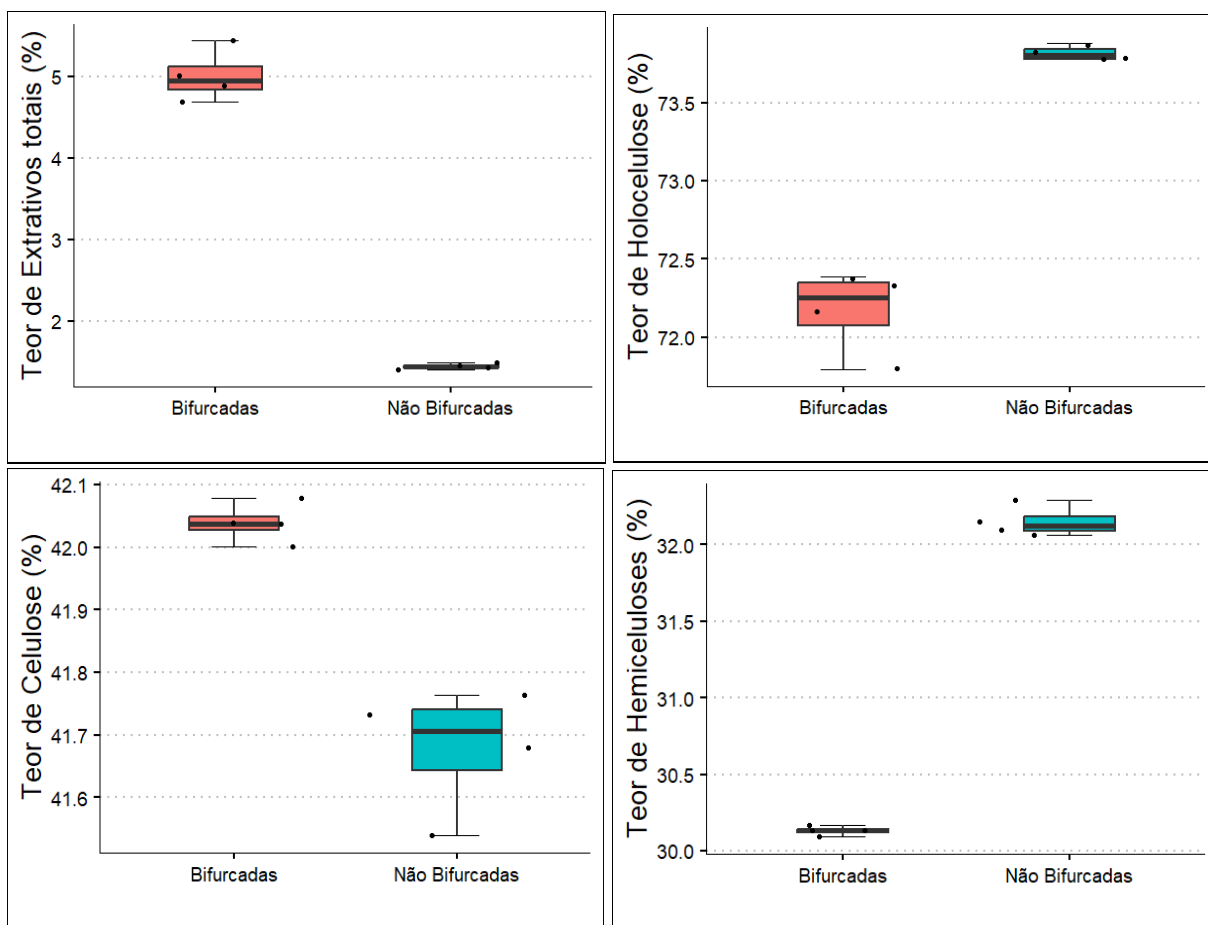 Teor de Extrativos totais (%)
5
4
3
2
Bifurcadas
Não Bifurcadas
Teor de Holocelulose (%)
73.5
73.0
72.5
72.0
Bifurcadas
Não Bifurcadas
Teor de Celulose (%)
42.1
42.0
41.9
41.8
41.7
41.6
Bifurcadas
Não Bifurcadas
Teor de Hemiceluloses (%)
32.0
31.5
31.0
30.5
30.0
Bifurcadas
Não Bifurcadas